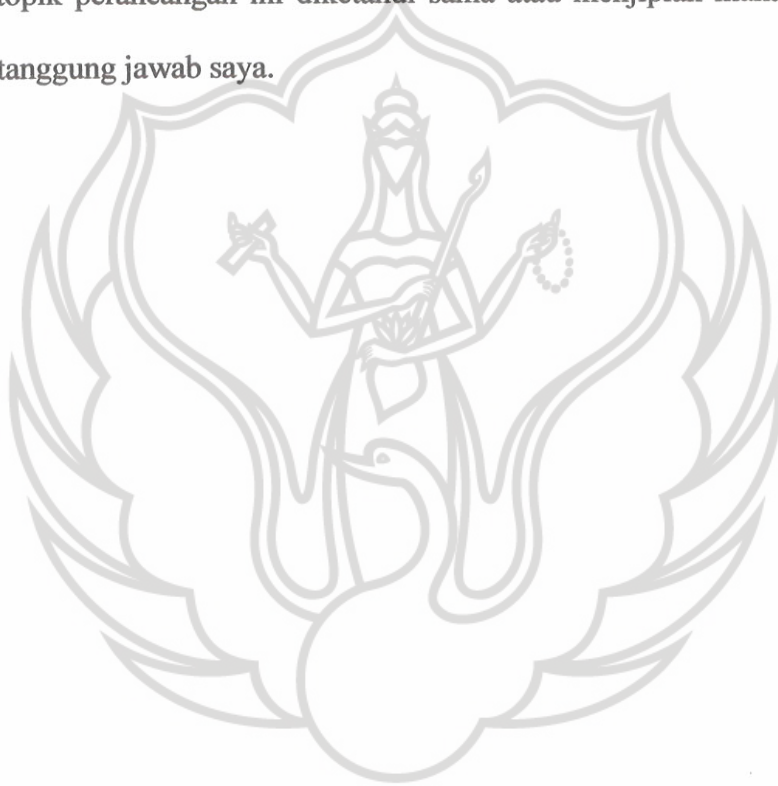 topik perancangan ini diketahui sama atau menjiplak
tanggung jawab saya.